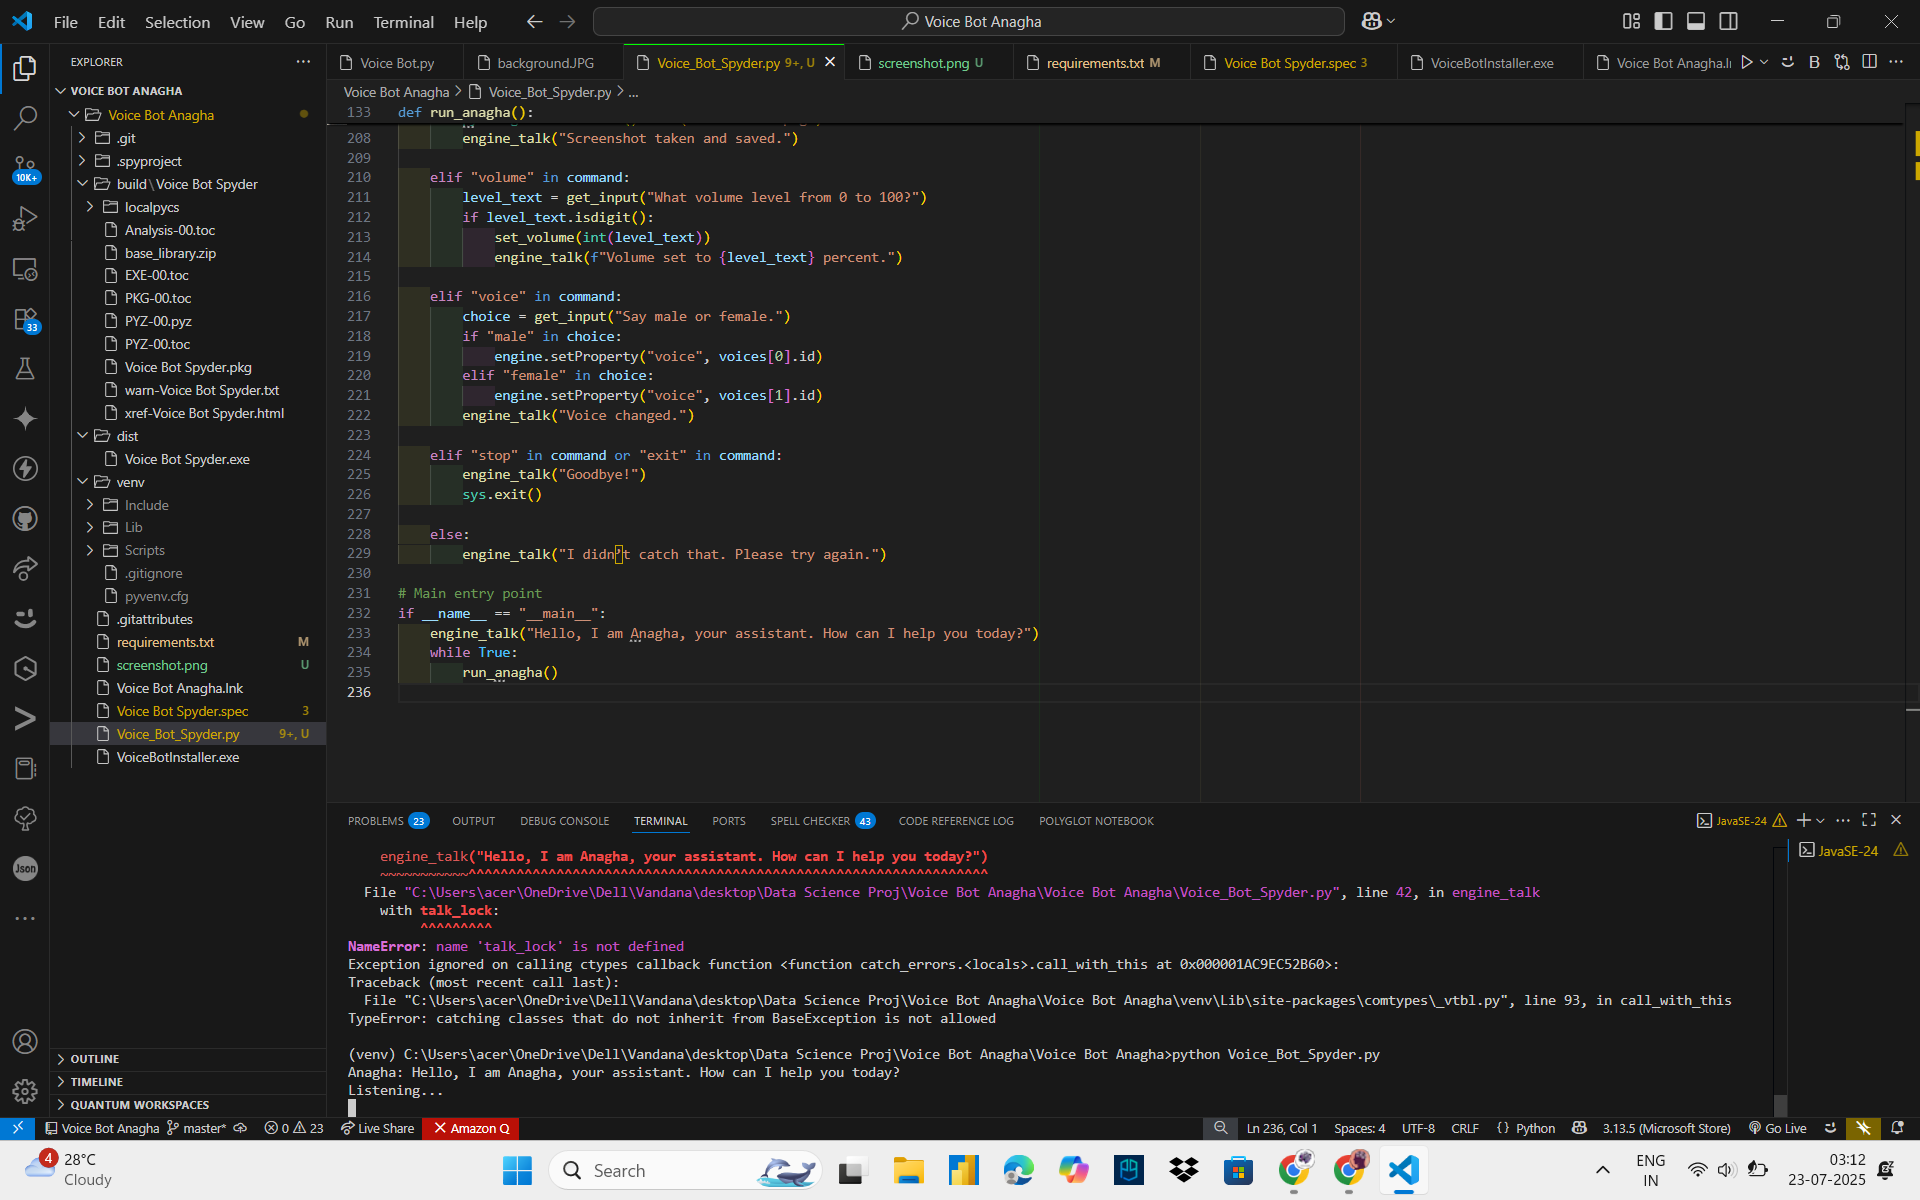 File Edit Selection View Go Run Terminal Help
Voice Bot Anagha
EXPLORER
VOICE BOT ANAGHA
Voice Bot Anagha
.git
.spyproject
build\Voice Bot Spyder
localpycs
Analysis-00.toc
base_library.zip
EXE-00.toc
PKG-00.toc
PYZ-00.pyz
PYZ-00.toc
Voice Bot Spyder.pkg
warn-Voice Bot Spyder.txt
xref-Voice Bot Spyder.html
dist
Voice Bot Spyder.exe
venv
Include
Lib
Scripts
.gitignore
pyvenv.cfg
.gitattributes
requirements.txt M
screenshot.png U
Voice Bot Anagha.lnk
Voice Bot Spyder.spec 3
Voice_Bot_Spyder.py 9+, U
VoiceBotInstaller.exe
OUTLINE
TIMELINE
QUANTUM WORKSPACES
10K+
33
Json
Voice Bot.py
background.JPG
Voice_Bot_Spyder.py 9+, U
screenshot.png U
requirements.txt M
Voice Bot Spyder.spec 3
VoiceBotInstaller.exe
Voice Bot Anagha.l
B
Voice Bot Anagha > Voice_Bot_Spyder.py > ...
133 def run_anagha():
208 engine_talk("Screenshot taken and saved.")
209
210 elif "volume" in command:
211 level_text = get_input("What volume level from 0 to 100?")
212 if level_text.isdigit():
213 set_volume(int(level_text))
214 engine_talk(f"Volume set to {level_text} percent.")
215
216 elif "voice" in command:
217 choice = get_input("Say male or female.")
218 if "male" in choice:
219 engine.setProperty("voice", voices[0].id)
220 elif "female" in choice:
221 engine.setProperty("voice", voices[1].id)
222 engine_talk("Voice changed.")
223
224 elif "stop" in command or "exit" in command:
225 engine_talk("Goodbye!")
226 sys.exit()
227
228 else:
229 engine_talk("I didn’t catch that. Please try again.")
230
231 # Main entry point
232 if __name__ == "__main__":
233 engine_talk("Hello, I am Anagha, your assistant. How can I help you today?")
234 while True:
235 run_anagha()
236
PROBLEMS 23 OUTPUT DEBUG CONSOLE TERMINAL PORTS SPELL CHECKER 43 CODE REFERENCE LOG POLYGLOT NOTEBOOK
JavaSE-24
JavaSE-24
engine_talk("Hello, I am Anagha, your assistant. How can I help you today?")
~~~~~~~~~~~^^^^^^^^^^^^^^^^^^^^^^^^^^^^^^^^^^^^^^^^^^^^^^^^^^^^^^^^^^^^^^^^^^
File "C:\Users\acer\OneDrive\Dell\Vandana\desktop\Data Science Proj\Voice Bot Anagha\Voice Bot Anagha\Voice_Bot_Spyder.py", line 42, in engine_talk
with talk_lock:
^^^^^^^^^
NameError: name 'talk_lock' is not defined
Exception ignored on calling ctypes callback function <function catch_errors.<locals>.call_with_this at 0x000001AC9EC52B60>:
Traceback (most recent call last):
File "C:\Users\acer\OneDrive\Dell\Vandana\desktop\Data Science Proj\Voice Bot Anagha\Voice Bot Anagha\venv\Lib\site-packages\comtypes\_vtbl.py", line 93, in call_with_this
TypeError: catching classes that do not inherit from BaseException is not allowed
(venv) C:\Users\acer\OneDrive\Dell\Vandana\desktop\Data Science Proj\Voice Bot Anagha\Voice Bot Anagha>python Voice_Bot_Spyder.py
Anagha: Hello, I am Anagha, your assistant. How can I help you today?
Listening...
Voice Bot Anagha master* 0 23 Live Share Amazon Q
Ln 236, Col 1 Spaces: 4 UTF-8 CRLF {} Python 3.13.5 (Microsoft Store) Go Live
4
28°C
Cloudy
Search
ENG
IN
03:12
23-07-2025